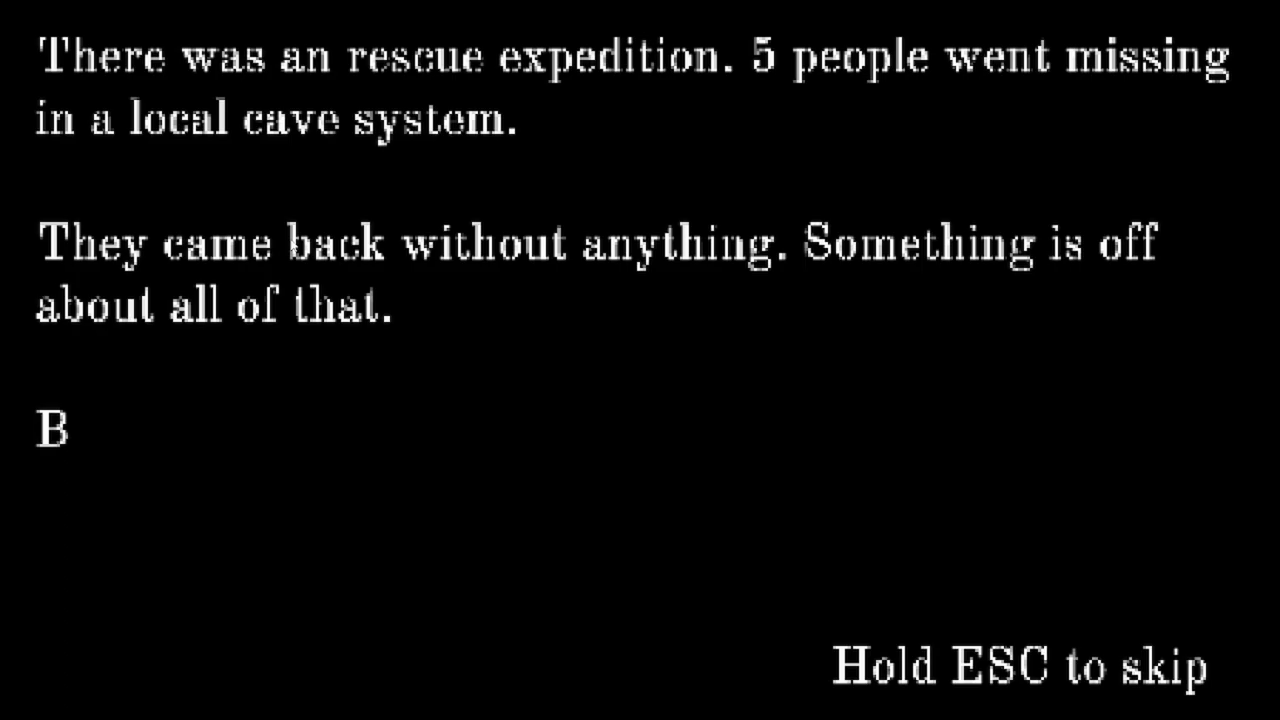 There was an rescue expedition. 5 people went missing
in a local cave system.
They came back without anything. Something is off
about all of that.
B
Hold ESC to skip